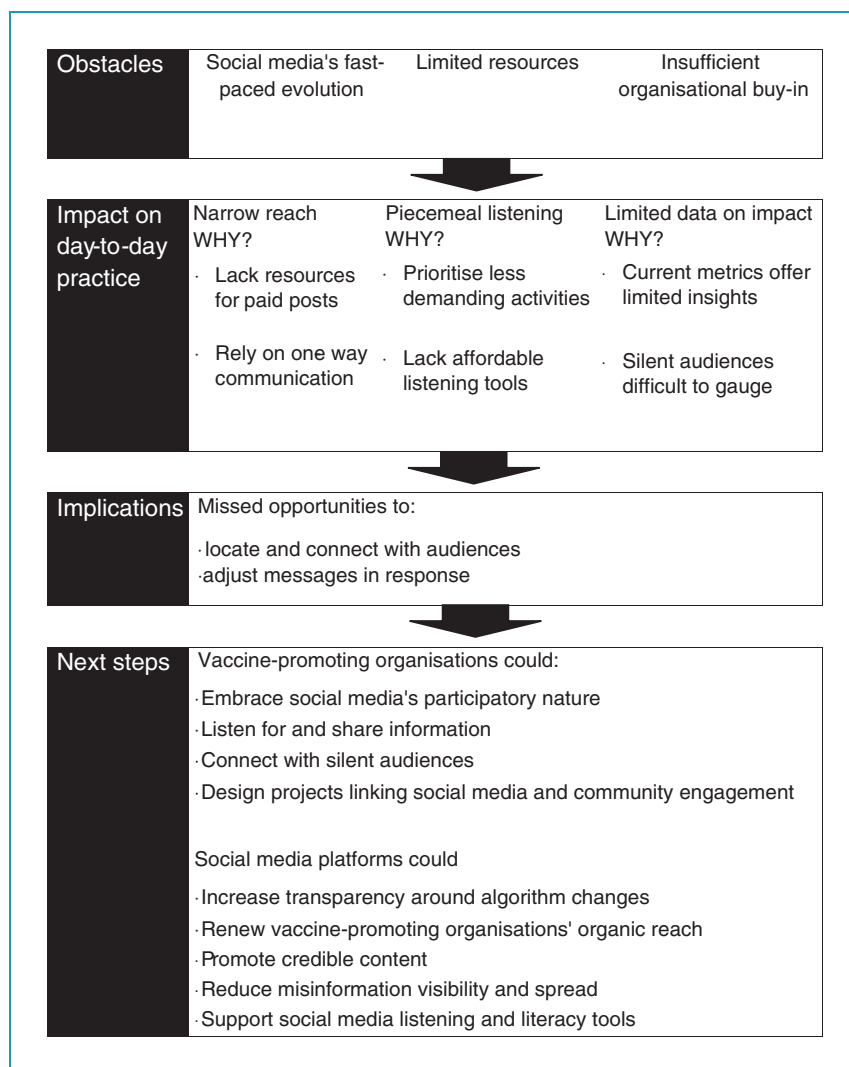 Obstacles
Social media's fast-
paced evolution
Limited resources
Insufficient
organisational buy-in
Impact on
day-to-day
practice
Narrow reach
WHY?
· Lack resources
for paid posts
· Rely on one way
communication
Piecemeal listening
WHY?
· Prioritise less
demanding activities
· Lack affordable
listening tools
Limited data on impact
WHY?
· Current metrics offer
limited insights
· Silent audiences
difficult to gauge
Implications
Missed opportunities to:
·locate and connect with audiences
·adjust messages in response
Next steps
Vaccine-promoting organisations could:
·Embrace social media's participatory nature
·Listen for and share information
·Connect with silent audiences
·Design projects linking social media and community engagement
Social media platforms could
·Increase transparency around algorithm changes
·Renew vaccine-promoting organisations' organic reach
·Promote credible content
·Reduce misinformation visibility and spread
·Support social media listening and literacy tools